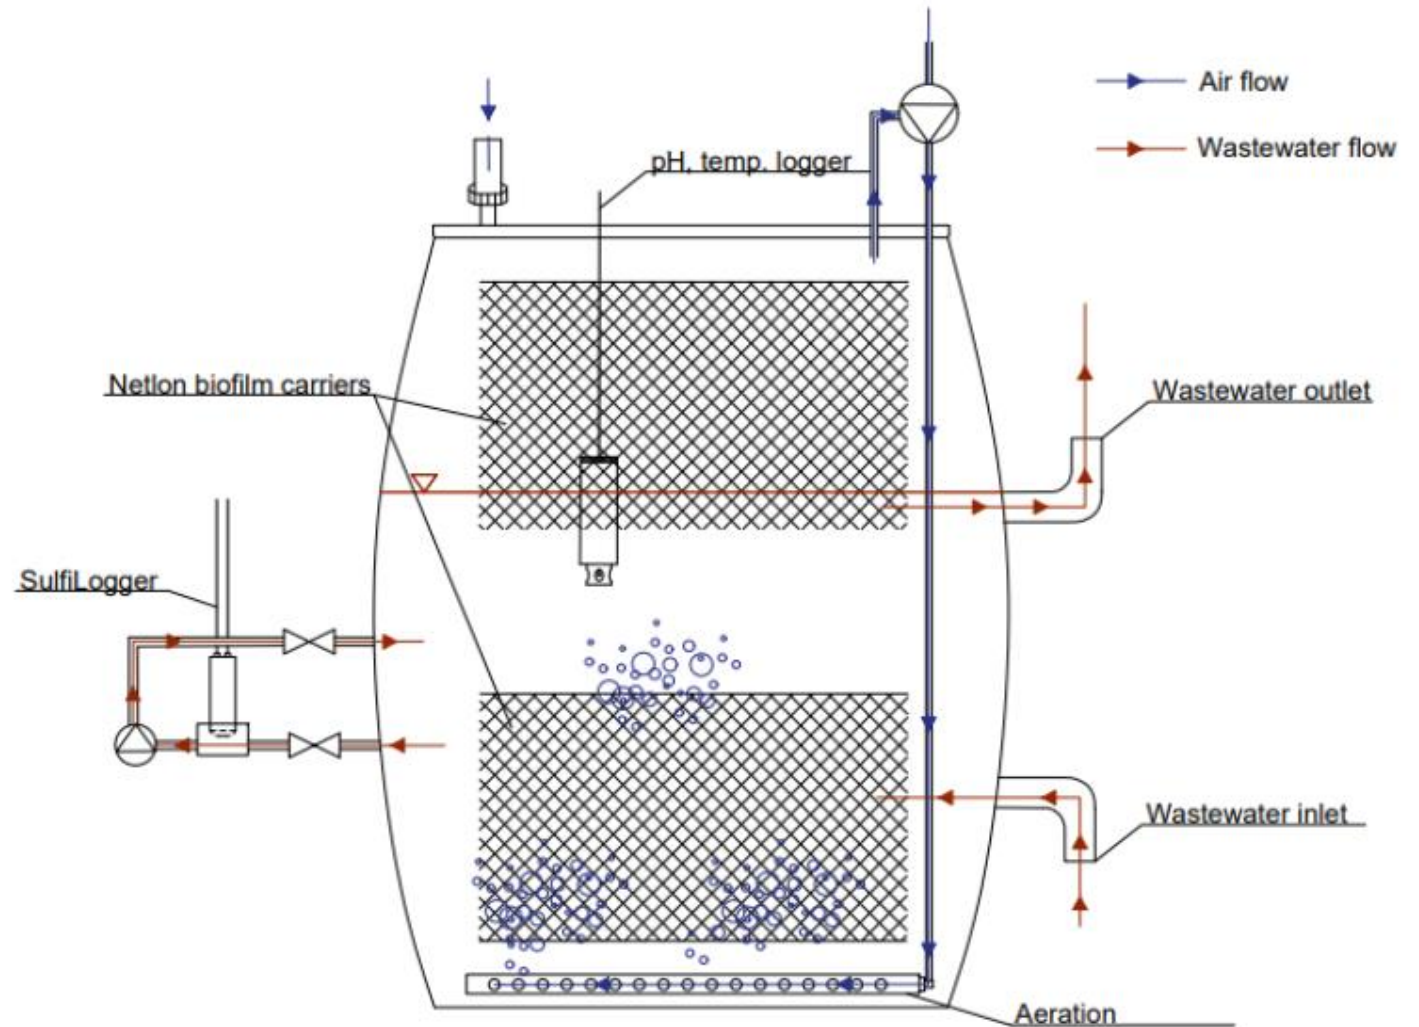 Air flow
Wastewater flow
pH, temp. logger
Netlon biofilm carriers
Wastewater outlet
SulfiLogger
Wastewater inlet
Aeration